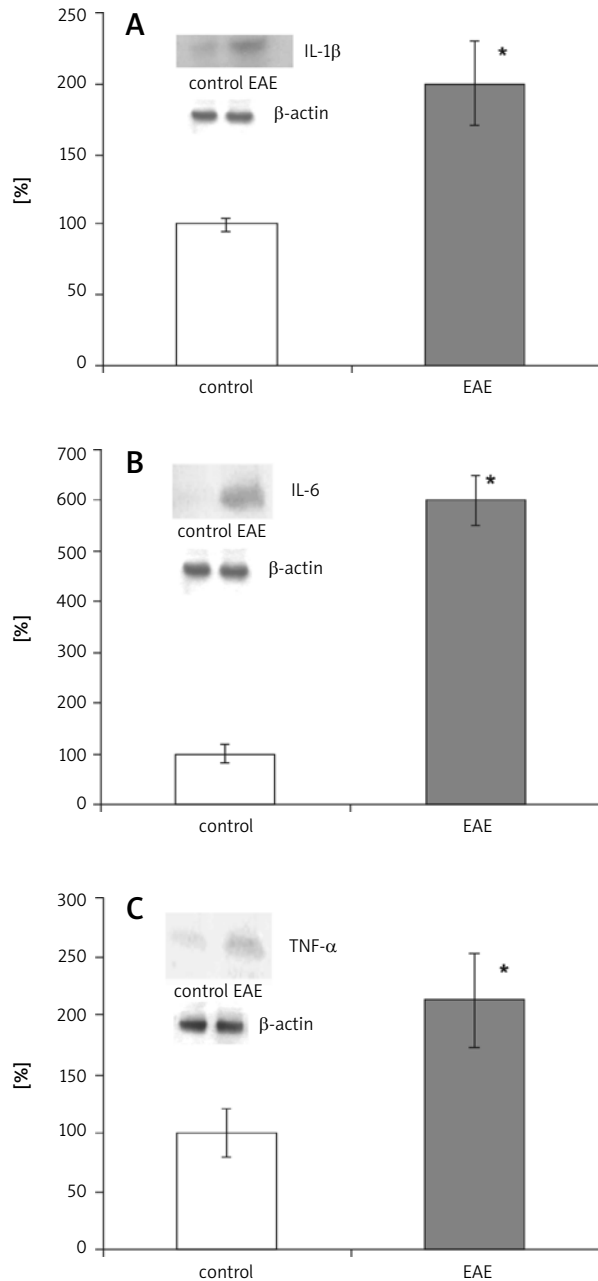 250
A
IL-1β
200
control EAE
β-actin
150
[%]
100
50
0
control EAE
*
700
B
600
IL-6
control EAE
500
β-actin
400
[%]
300
200
100
0
control EAE
*
300
C
250
TNF-α
control EAE
200
β-actin
150
[%]
100
50
0
control EAE
*